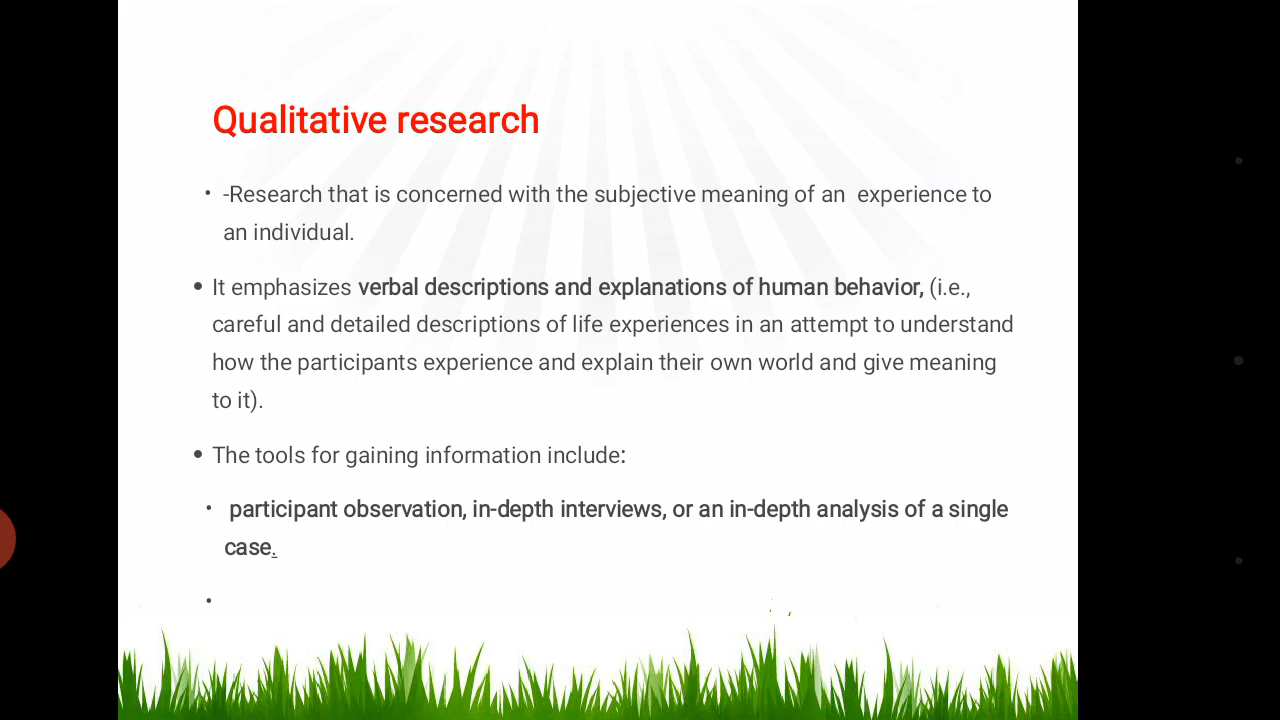 Qualitative research
• -Research that is concerned with the subjective meaning of an  experience to
an individual.
• It emphasizes verbal descriptions and explanations of human behavior, (i.e.,
careful and detailed descriptions of life experiences in an attempt to understand
how the participants experience and explain their own world and give meaning
to it).
• The tools for gaining information include:
• participant observation, in-depth interviews, or an in-depth analysis of a single
case.
•